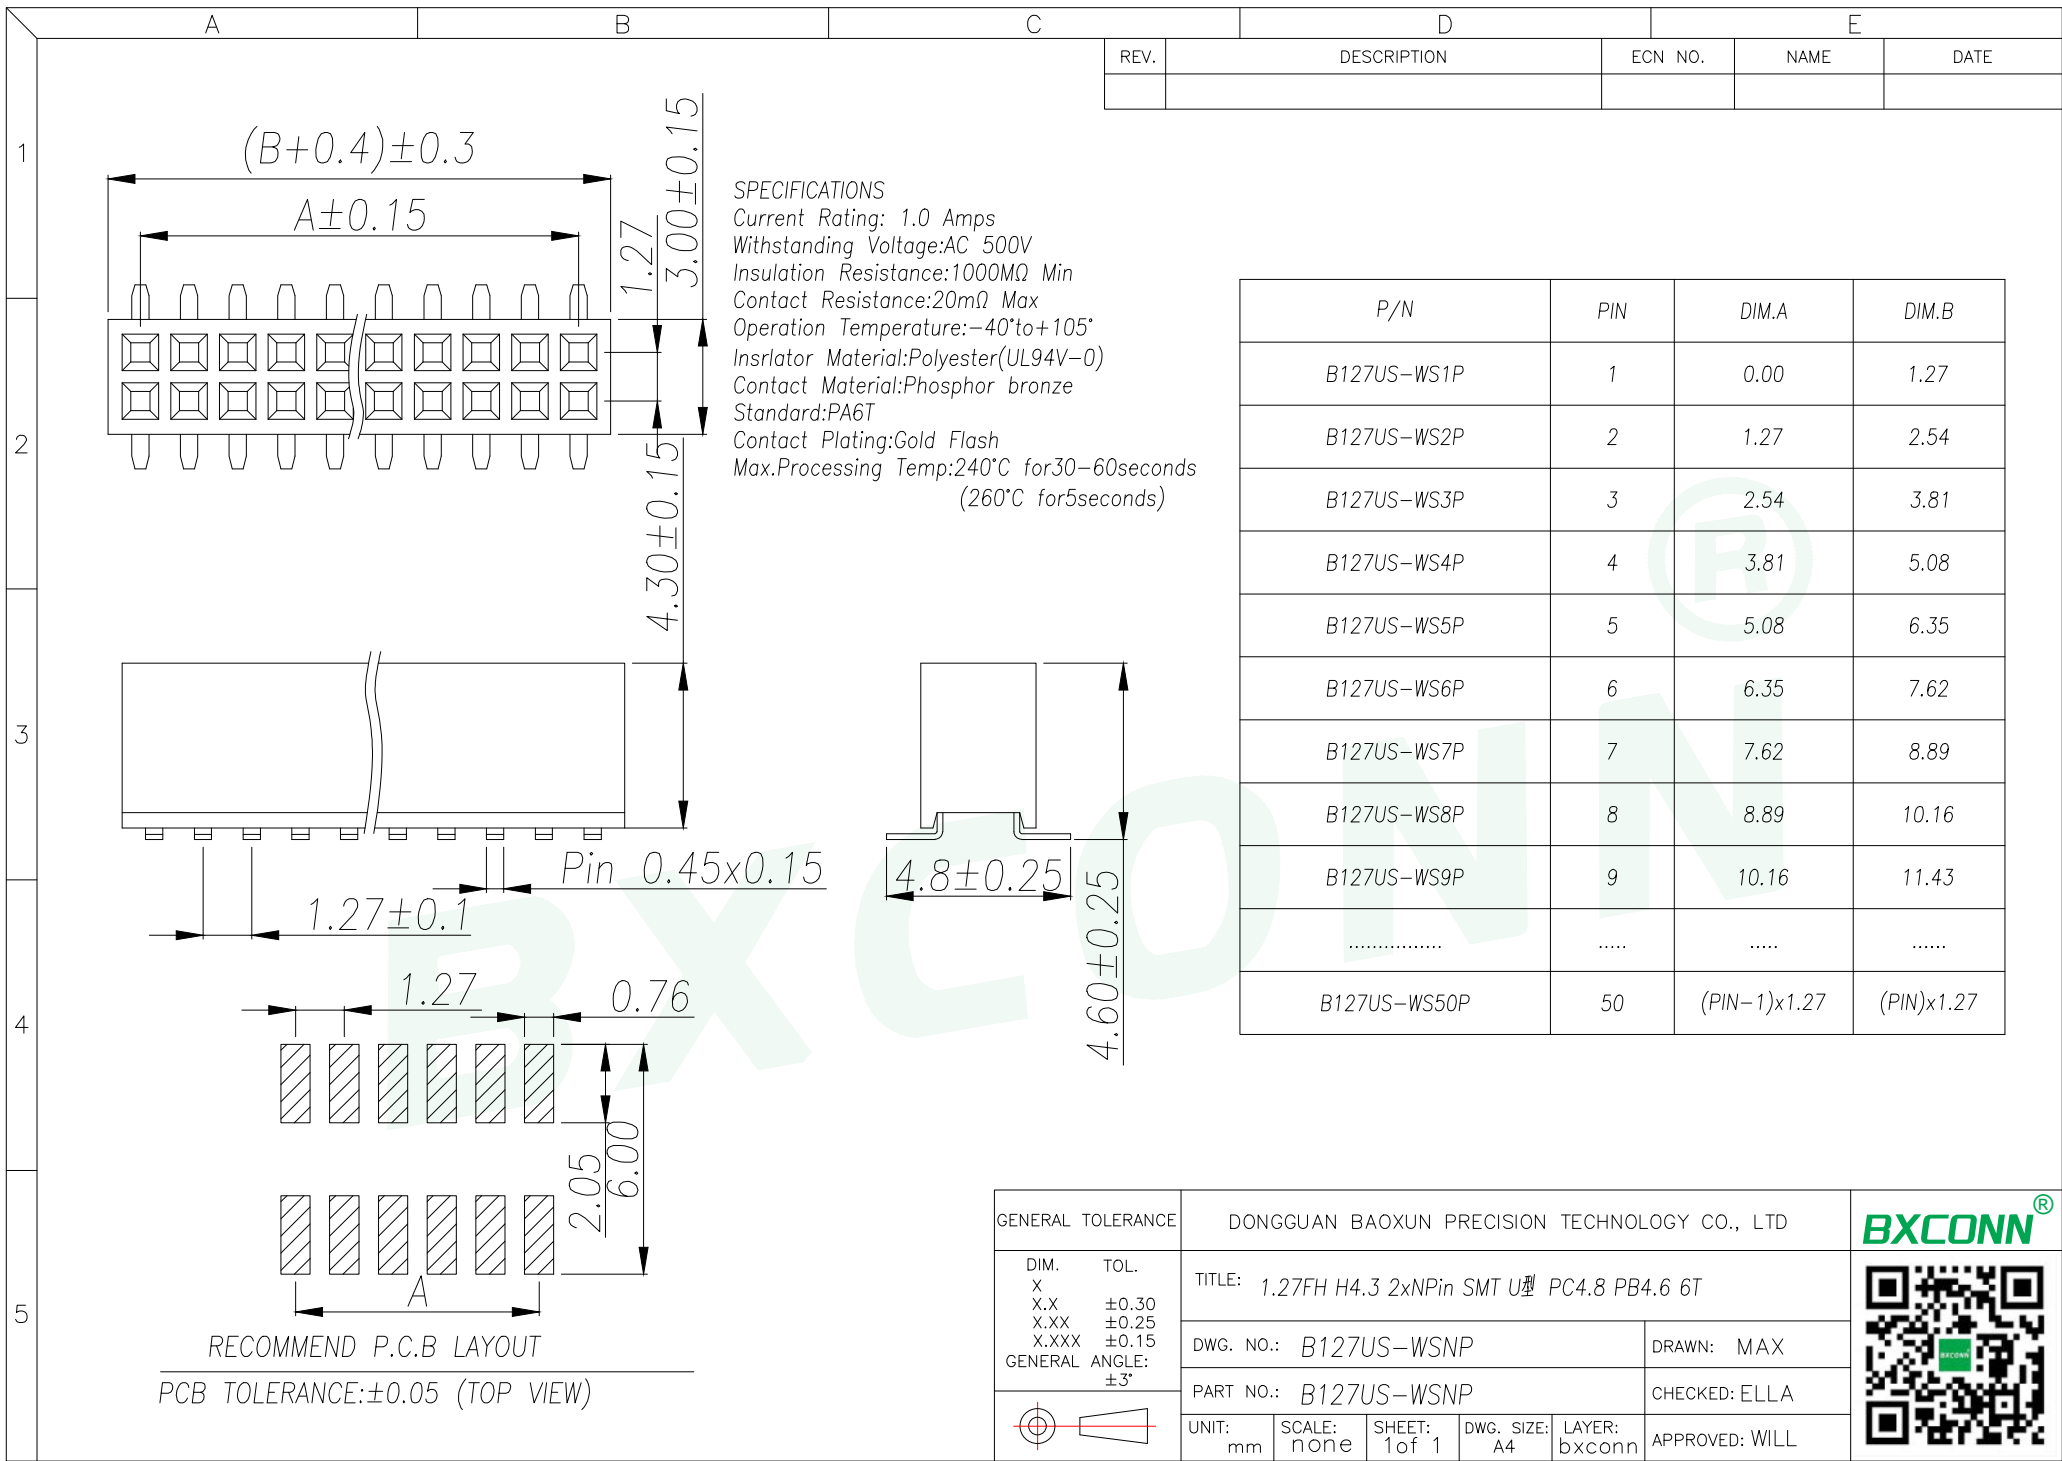 A B C D E
REV. DESCRIPTION ECN NO. NAME DATE
1
2
3
4
5
(B+0.4)±0.3
A±0.15
1.27
3.00±0.15
SPECIFICATIONS
Current Rating: 1.0 Amps
Withstanding Voltage:AC 500V
Insulation Resistance:1000MΩ Min
Contact Resistance:20mΩ Max
Operation Temperature:-40°to+105°
Insrlator Material:Polyester(UL94V-0)
Contact Material:Phosphor bronze
Standard:PA6T
Contact Plating:Gold Flash
Max.Processing Temp:240°C for30-60seconds
(260°C for5seconds)
4.30±0.15
Pin 0.45x0.15
1.27±0.1
4.8±0.25
4.60±0.25
1.27
0.76
2.05
6.00
A
RECOMMEND P.C.B LAYOUT
PCB TOLERANCE:±0.05 (TOP VIEW)
P/N PIN DIM.A DIM.B
B127US-WS1P 1 0.00 1.27
B127US-WS2P 2 1.27 2.54
B127US-WS3P 3 2.54 3.81
B127US-WS4P 4 3.81 5.08
B127US-WS5P 5 5.08 6.35
B127US-WS6P 6 6.35 7.62
B127US-WS7P 7 7.62 8.89
B127US-WS8P 8 8.89 10.16
B127US-WS9P 9 10.16 11.43
................ ..... ..... ......
B127US-WS50P 50 (PIN-1)x1.27 (PIN)x1.27
BXCONN®
GENERAL TOLERANCE
DIM. TOL.
X
X.X ±0.30
X.XX ±0.25
X.XXX ±0.15
GENERAL ANGLE:
±3°
DONGGUAN BAOXUN PRECISION TECHNOLOGY CO., LTD
TITLE: 1.27FH H4.3 2xNPin SMT U型 PC4.8 PB4.6 6T
DWG. NO.: B127US-WSNP
DRAWN: MAX
PART NO.: B127US-WSNP
CHECKED: ELLA
UNIT: mm
SCALE: none
SHEET: 1of 1
DWG. SIZE: A4
LAYER: bxconn
APPROVED: WILL
BXCONN®
BXCONN